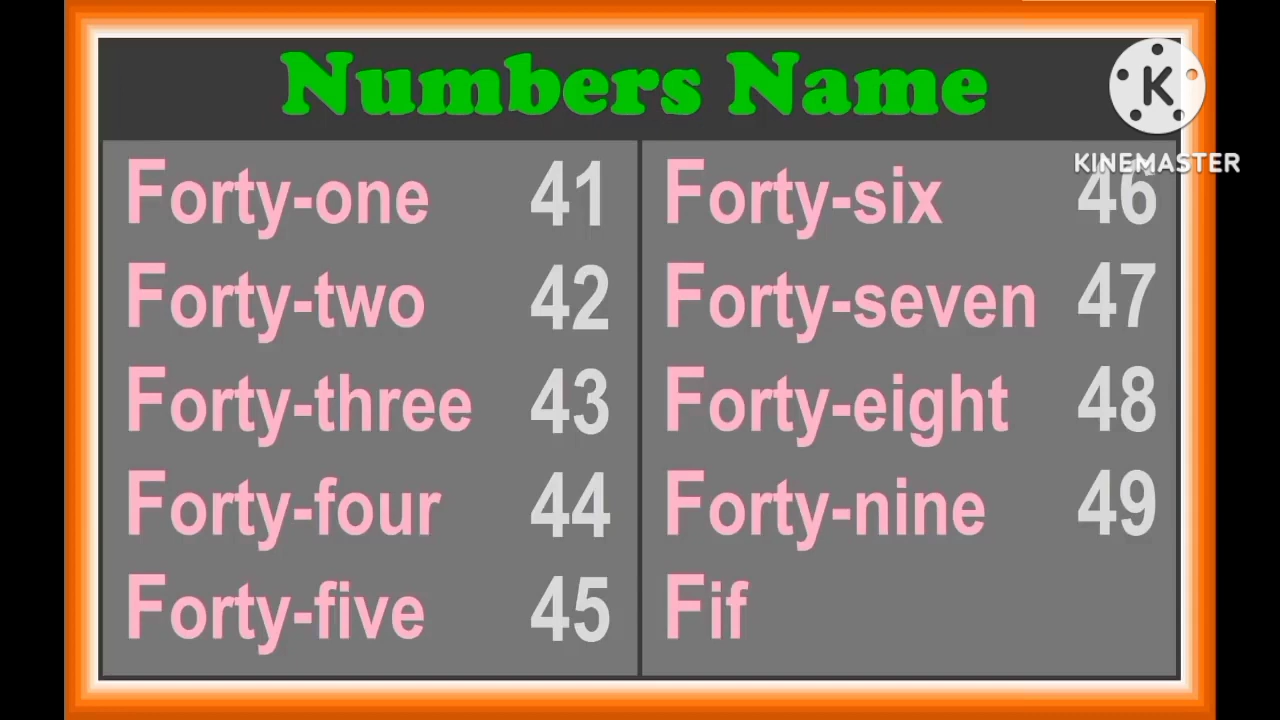 Numbers Name
K
KINEMASTER
Forty-one 41
Forty-two 42
Forty-three 43
Forty-four 44
Forty-five 45
Forty-six 46
Forty-seven 47
Forty-eight 48
Forty-nine 49
Fif